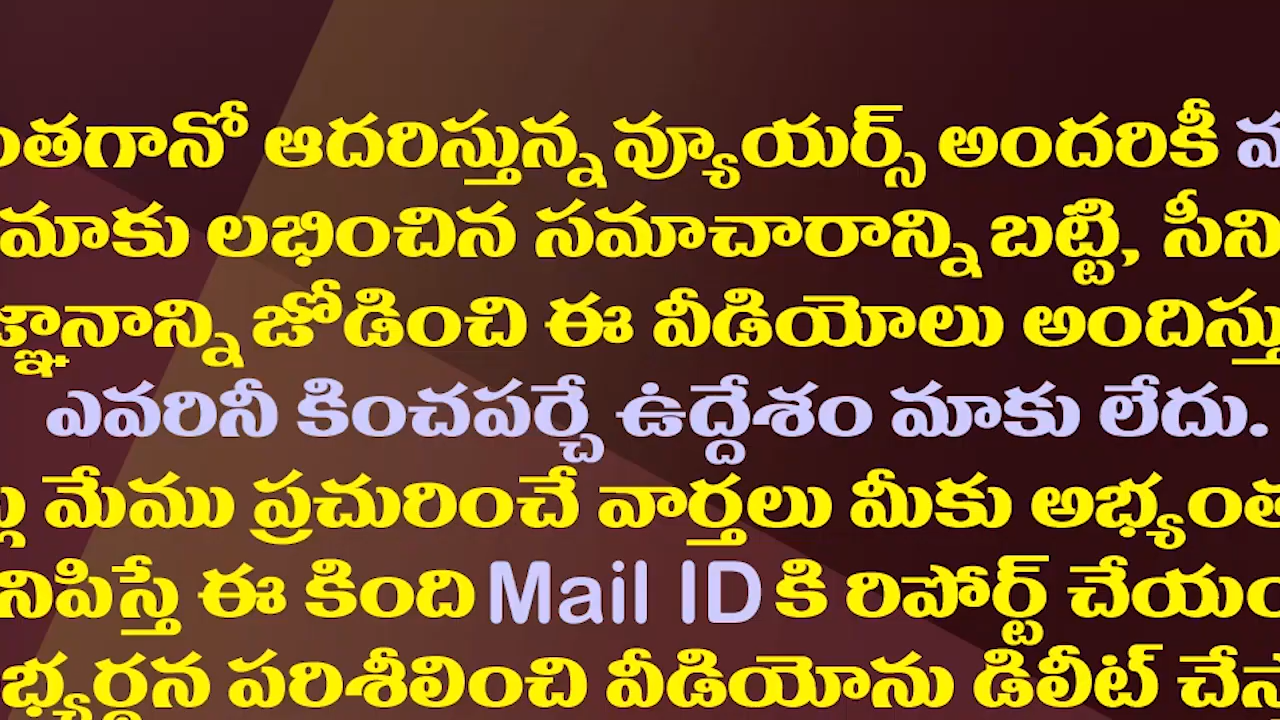 ఆదరిస్తున్న వ్యూయర్స్ అందరికీ
మాకు లభించిన సమాచారాన్ని బట్టి,
జోడించి ఈ వీడియోలు
ఎవరినీ కించపర్చే ఉద్దేశం మాకు లేదు.
మేము ప్రచురించే వార్తలు మీకు
ఈ కింది Mail ID కి రిపోర్ట్
పరిశీలించి వీడియోను డిలీట్